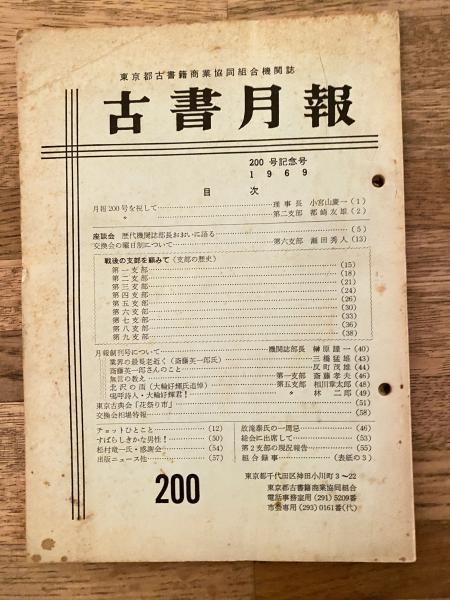 東京都古書籍商業協同組合機関誌
古書月報
200 号記念号
1969
目次
月報200号を祝して 理事長 小宮山慶一 (1)
〃 第二支部 都崎友雄 (2)
座談会 歴代機関誌部長おおいに語る (5)
交換会の曜日制について 第六支部 瀬田秀人 (13)
戦後の支部を顧みて (支部の歴史)
第一支部 (15)
第二支部 (18)
第三支部 (21)
第四支部 (24)
第五支部 (26)
第六支部 (30)
第七支部 (33)
第八支部 (36)
第九支部 (38)
月報創刊号について 機関誌部長 榊原謹一 (40)
業界の最長老近く (斎藤英一郎氏) 三橋猛雄 (43)
斎藤英一郎さんのこと 反町茂雄 (44)
無言の教え 第一支部 斎藤孝夫 (46)
北沢の雨 (大輪好輝氏追悼) 第五支部 相川章太郎 (48)
嗚呼詩人・大輪好輝君! 〃 林二郎 (49)
東京古典会「花祭り市」 (51)
交換会相場特報 (58)
チョットひとこと (12)
すばらしきかな男性! (50)
松村竜一氏・感謝会 (54)
出版ニュース他 (57)
故滝泰氏の一周忌 (46)
総会に出席して (53)
第2支部の現況報告 (55)
組合録事 (表紙の3)
200
東京都千代田区神田小川町 3~22
東京都古書籍商業協同組合
電話事務室用 (291) 5209番
市会専用 (293) 0161番(代)